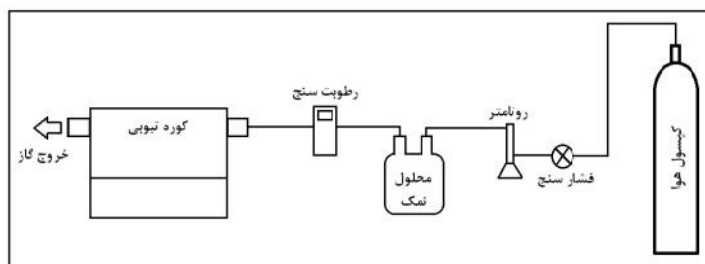 رطوبت سنج
روتامتر
کوره تیوبی
خروج گاز
محلول
نمک
فشار سنج
کپسول هوا